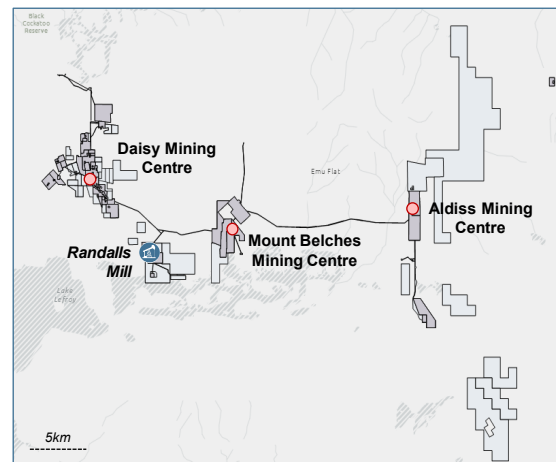 Black
Cockatoo
Reserve
Daisy Mining
Centre
Emu Flat
Aldiss Mining
Centre
Mount Belches
Mining Centre
Randalls
Mill
Lake
Lefroy
5km